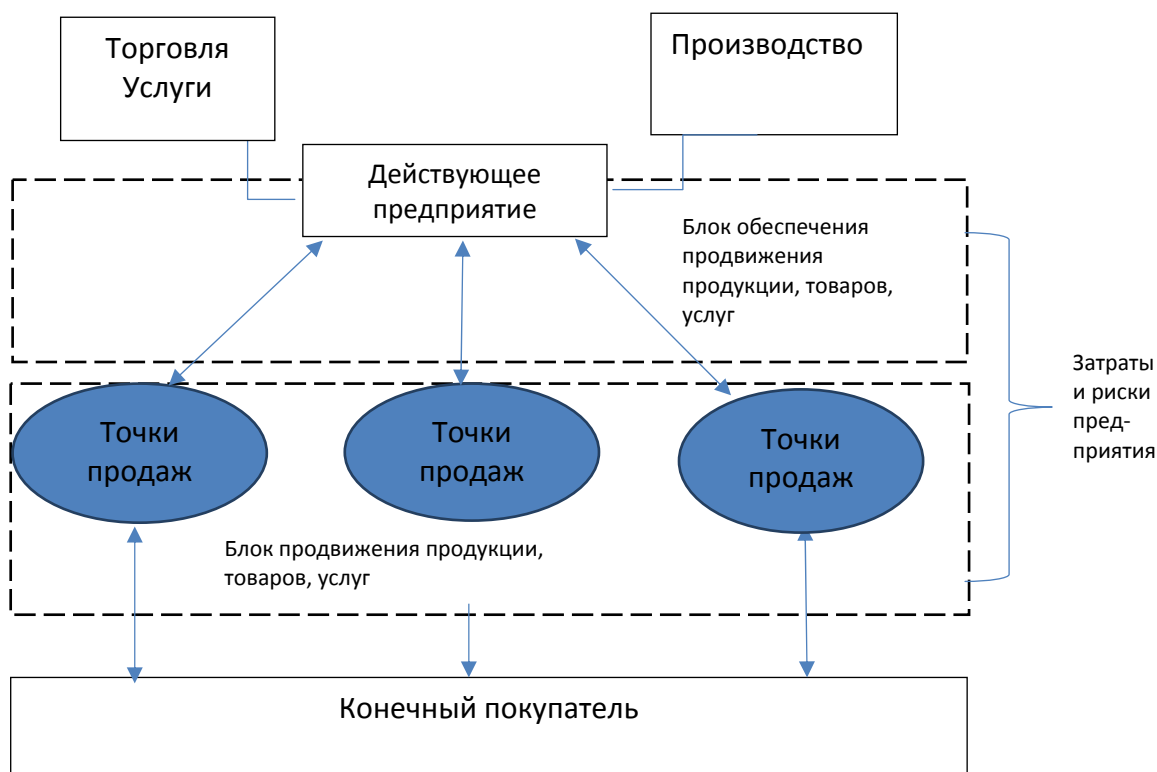 Торговля
Услуги
Производство
Действующее
предприятие
Блок обеспечения
продвижения
продукции, товаров,
услуг
Затраты
и риски
пред-
приятия
Точки
продаж
Точки
продаж
Точки
продаж
Блок продвижения продукции,
товаров, услуг
Конечный покупатель